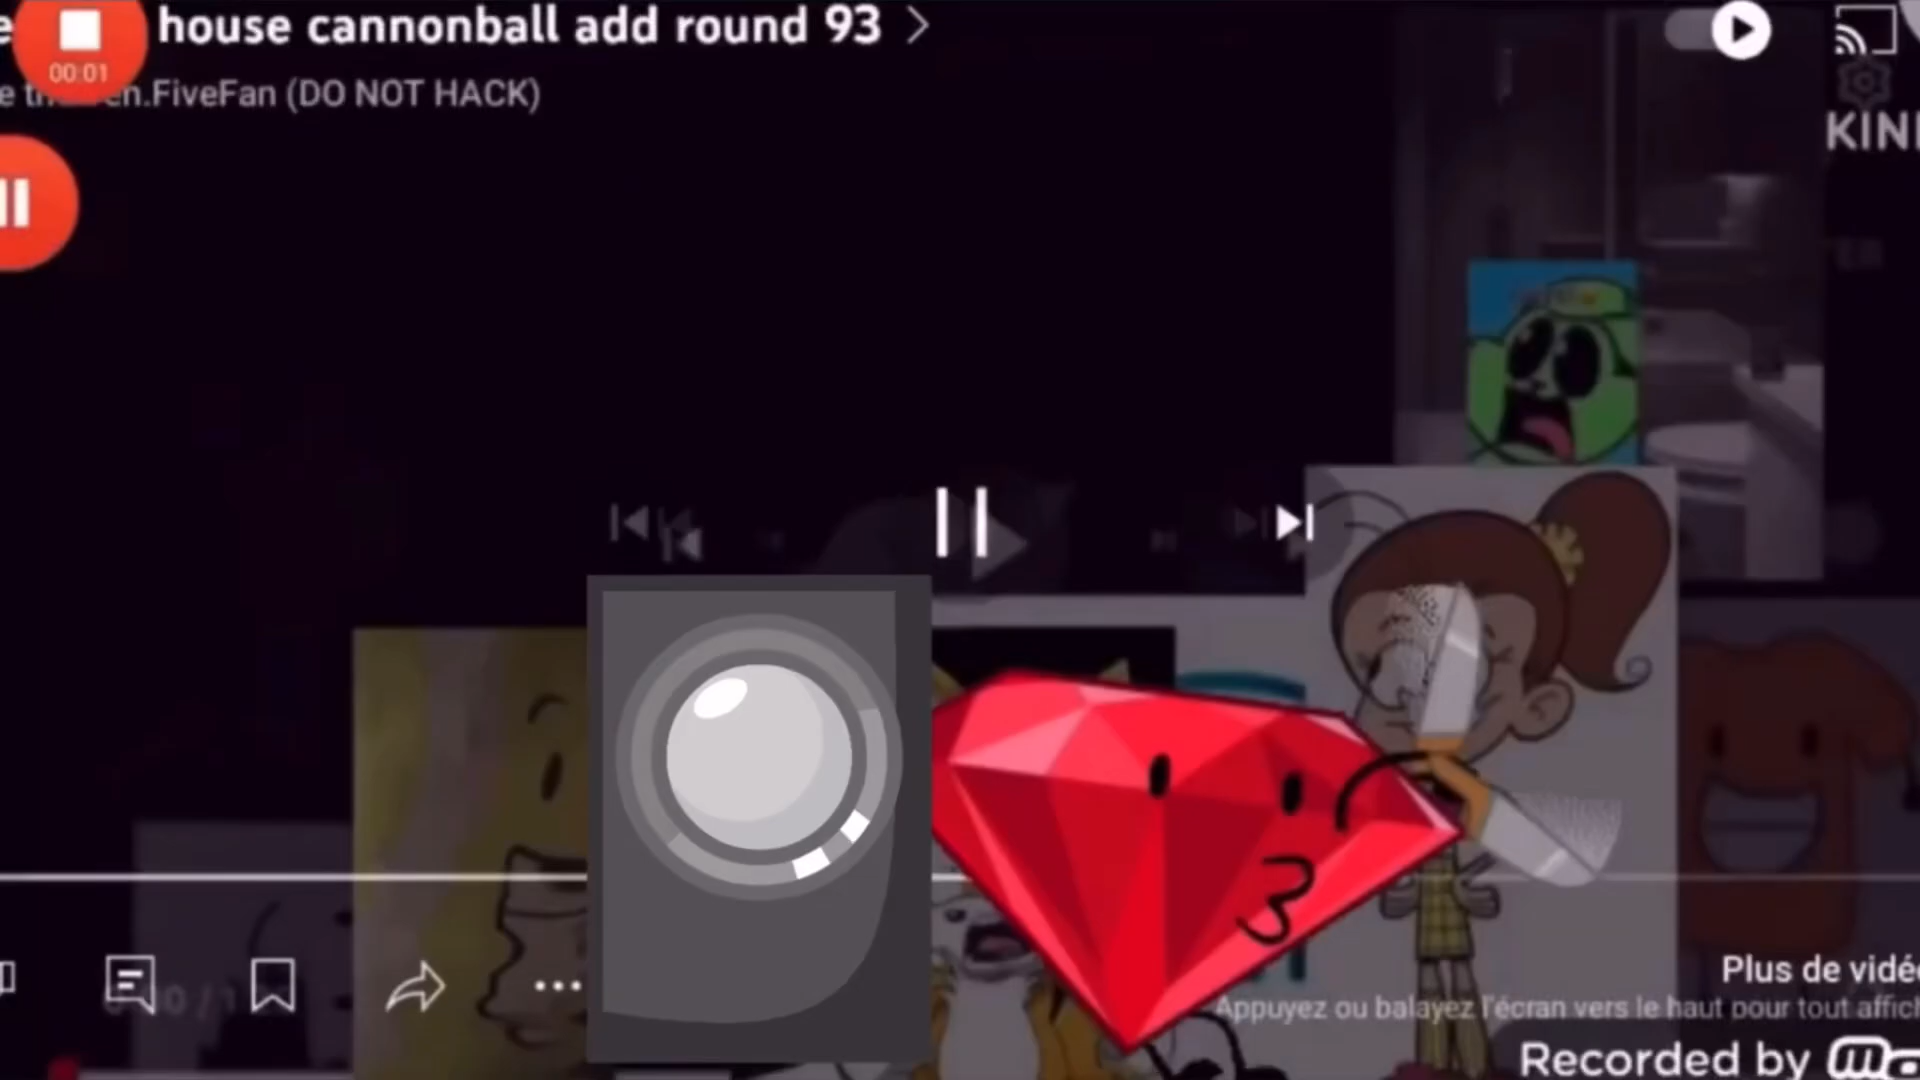 house cannonball add round 93
00:01
en.FiveFan (DO NOT HACK)
KIN
Plus de vidé
Appuyez ou balayez l'écran vers le haut pour tout affich
Recorded by